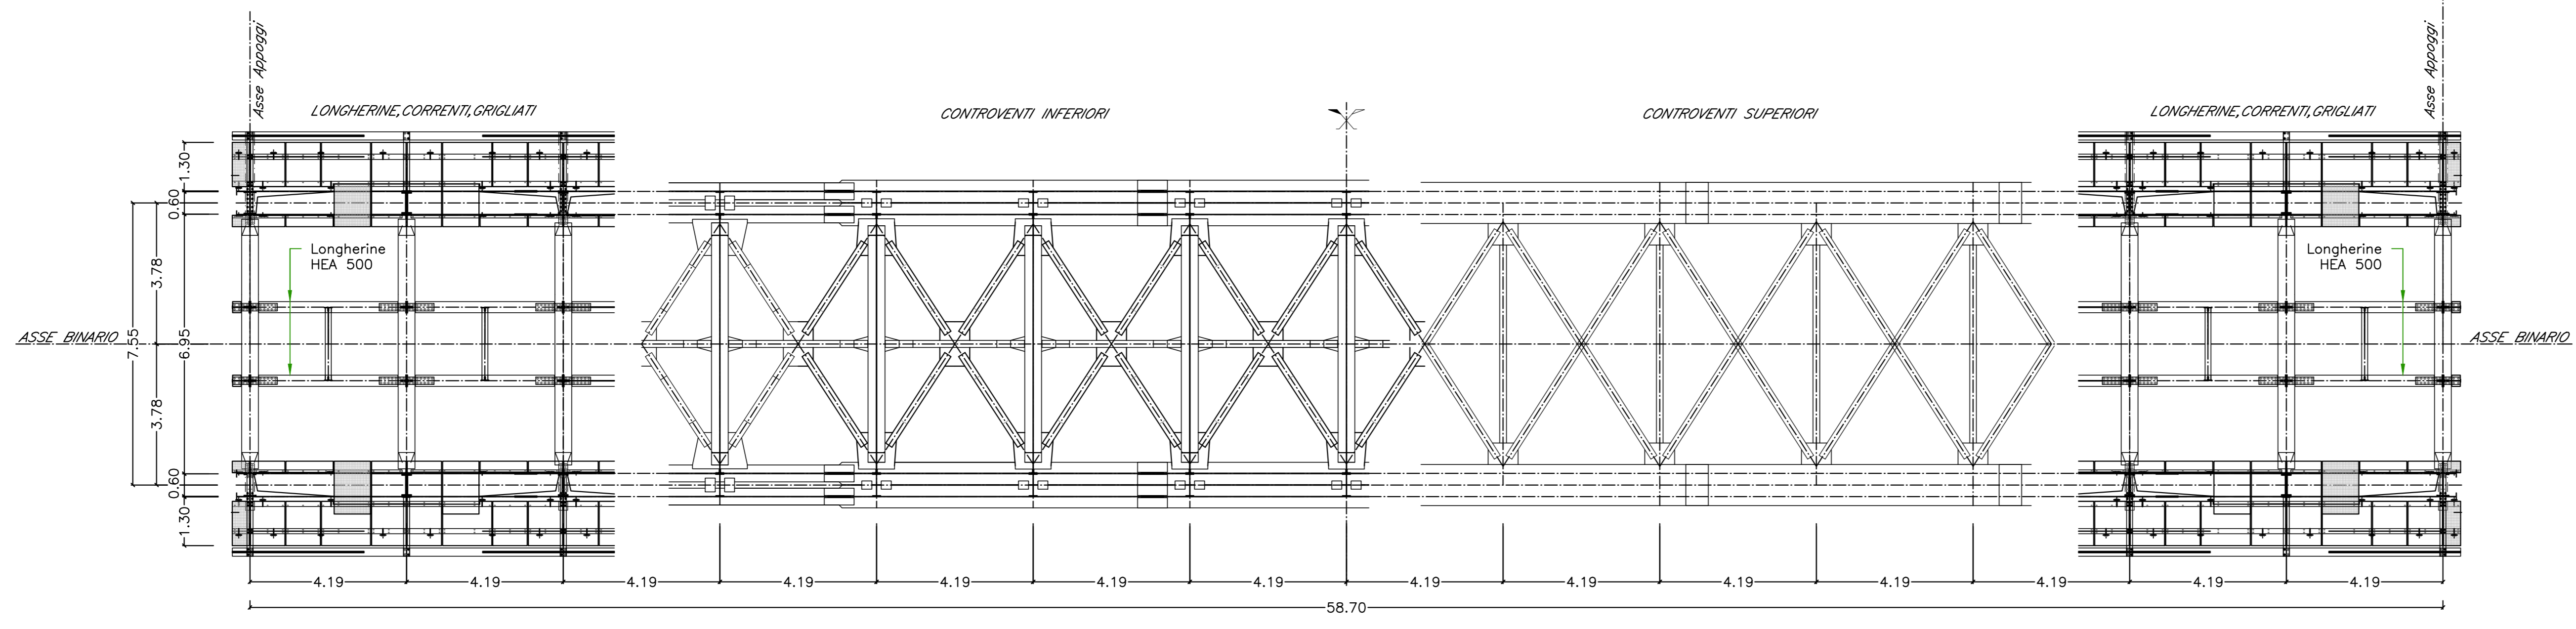 Asse Appoggi
Asse Appoggi
LONGHERINE,CORRENTI,GRIGLIATI
CONTROVENTI INFERIORI
CONTROVENTI SUPERIORI
LONGHERINE,CORRENTI,GRIGLIATI
1.30
0.60
3.78
7.55
6.95
3.78
0.60
1.30
Longherine
HEA 500
Longherine
HEA 500
ASSE BINARIO
ASSE BINARIO
4.19 4.19 4.19 4.19 4.19 4.19 4.19 4.19 4.19 4.19 4.19 4.19 4.19 4.19
58.70